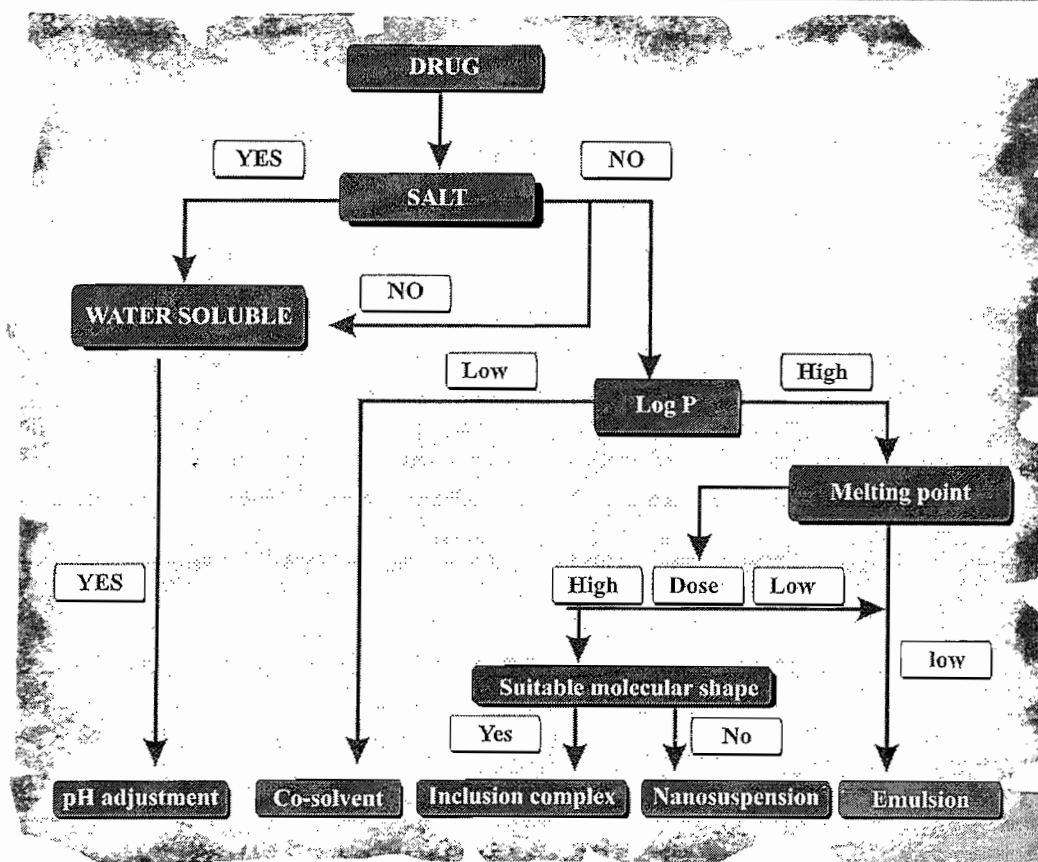 DRUG
YES
NO
SALT
NO
WATER SOLUBLE
Low
High
Log P
Melting point
YES
High
Dose
Low
low
Suitable molecular shape
Yes
No
pH adjustment
Co-solvent
Inclusion complex
Nanosuspension
Emulsion